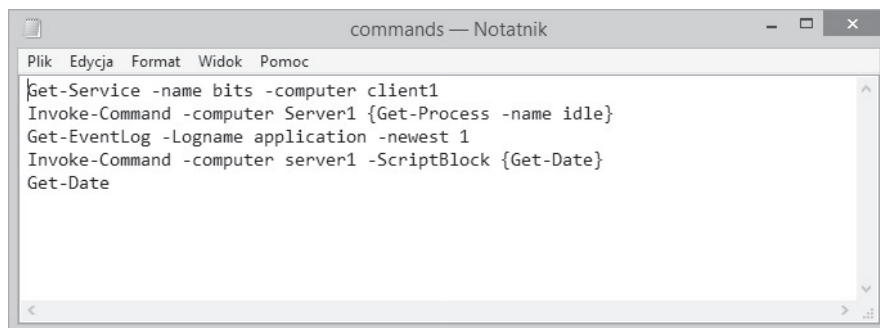 commands — Notatnik
Plik Edycja Format Widok Pomoc
Get-Service -name bits -computer client1
Invoke-Command -computer Server1 {Get-Process -name idle}
Get-EventLog -Logname application -newest 1
Invoke-Command -computer server1 -ScriptBlock {Get-Date}
Get-Date